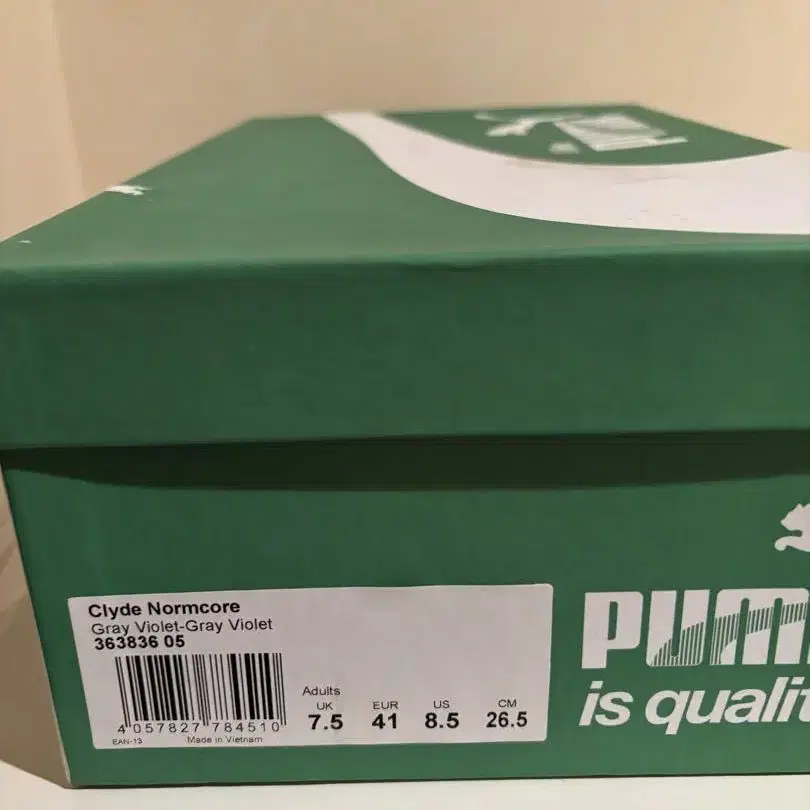 Clyde Normcore
Gray Violet-Gray Violet
363836 05
4 057827 784510
EAN-13
Made in Vietnam
Adults
UK EUR US CM
7.5 41 8.5 26.5
PUM
is qualit